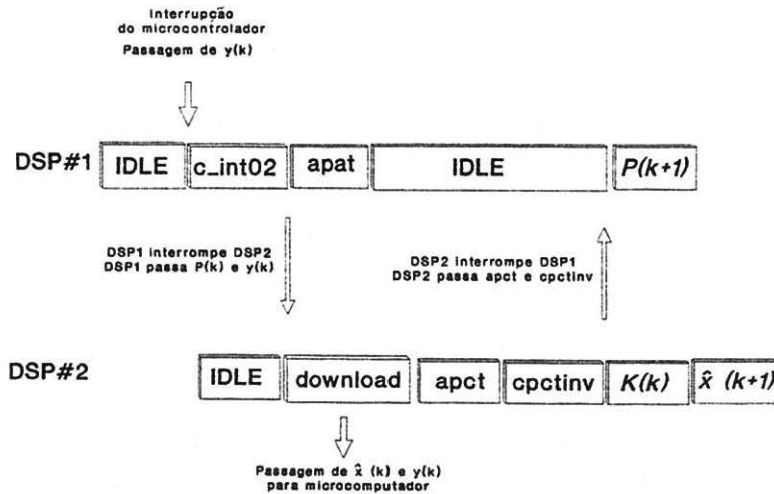 Interrupção
do microcontrolador
Passagem de y(k)
DSP#1
IDLE
c_int02
apat
IDLE
P(k+1)
DSP1 interrompe DSP2
DSP1 passa P(k) e y(k)
DSP2 interrompe DSP1
DSP2 passa apct e cpctinv
DSP#2
IDLE
download
apct
cpctinv
K(k)
x̂ (k+1)
Passagem de x̂ (k) e y(k)
para microcomputador